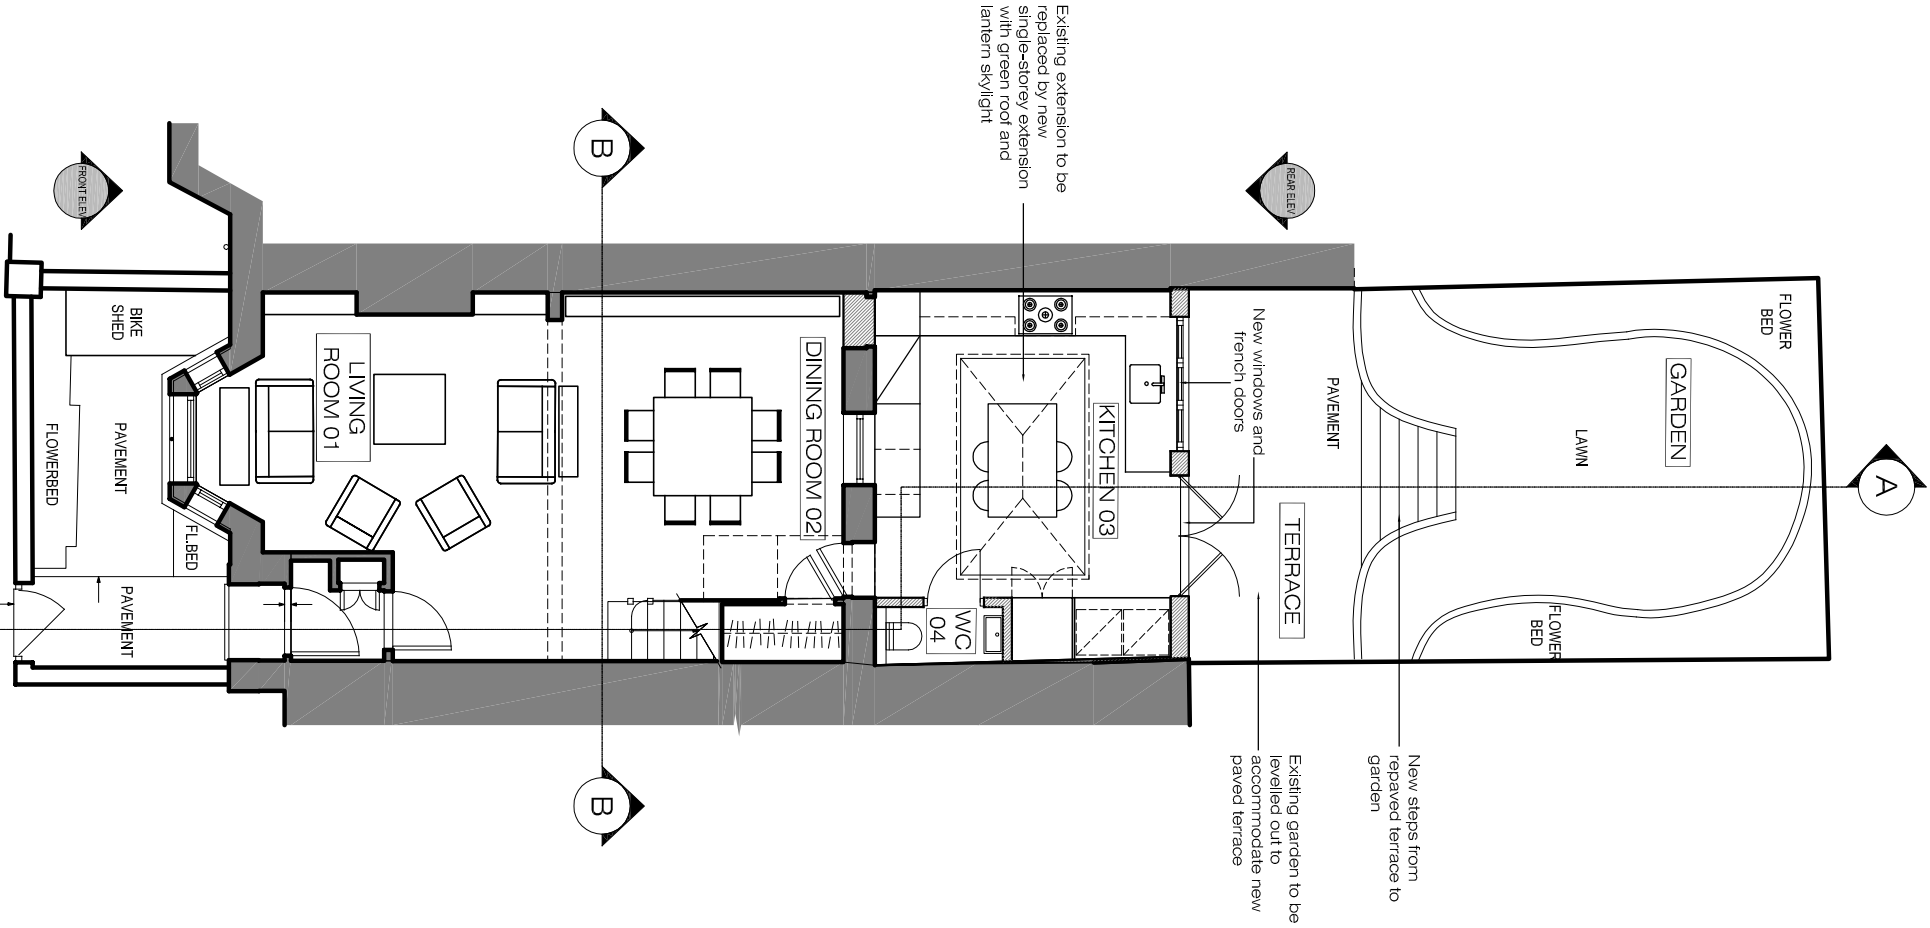 Existing extension to be
replaced by new
single-storey extension
with green roof and
lantern skylight
B
FRONT ELEV
REAR ELEV
BIKE
SHED
PAVEMENT
FLOWERBED
FL.BED
PAVEMENT
LIVING
ROOM 01
DINING ROOM 02
KITCHEN 03
WC
04
New windows and
french doors
PAVEMENT
TERRACE
FLOWER
BED
GARDEN
LAWN
FLOWER
BED
A
B
Existing garden to be
levelled out to
accommodate new
paved terrace
New steps from
repaved terrace to
garden